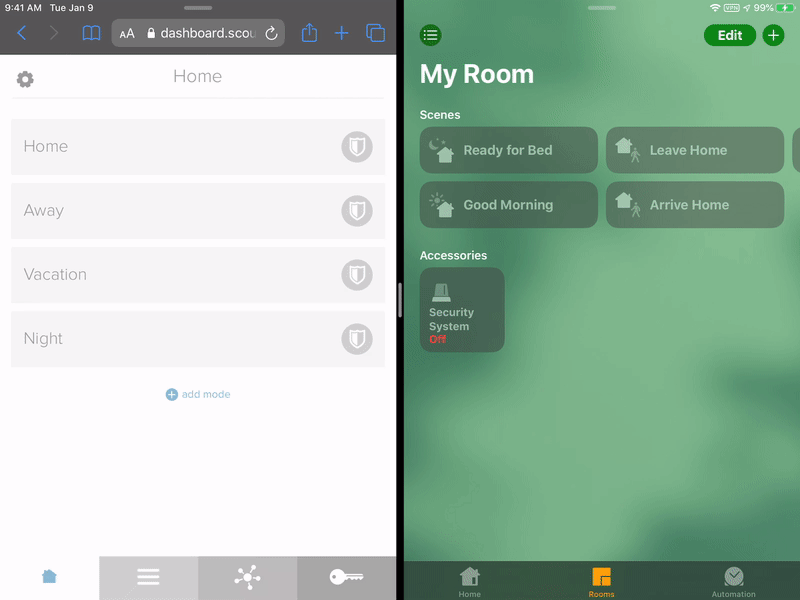 9:41 AM Tue Jan 9
VPN 99%
AA dashboard.scou
Home
Home
Away
Vacation
Night
add mode
Edit
My Room
Scenes
Ready for Bed
Leave Home
Good Morning
Arrive Home
Accessories
Security
System
Off
Home
Rooms
Automation